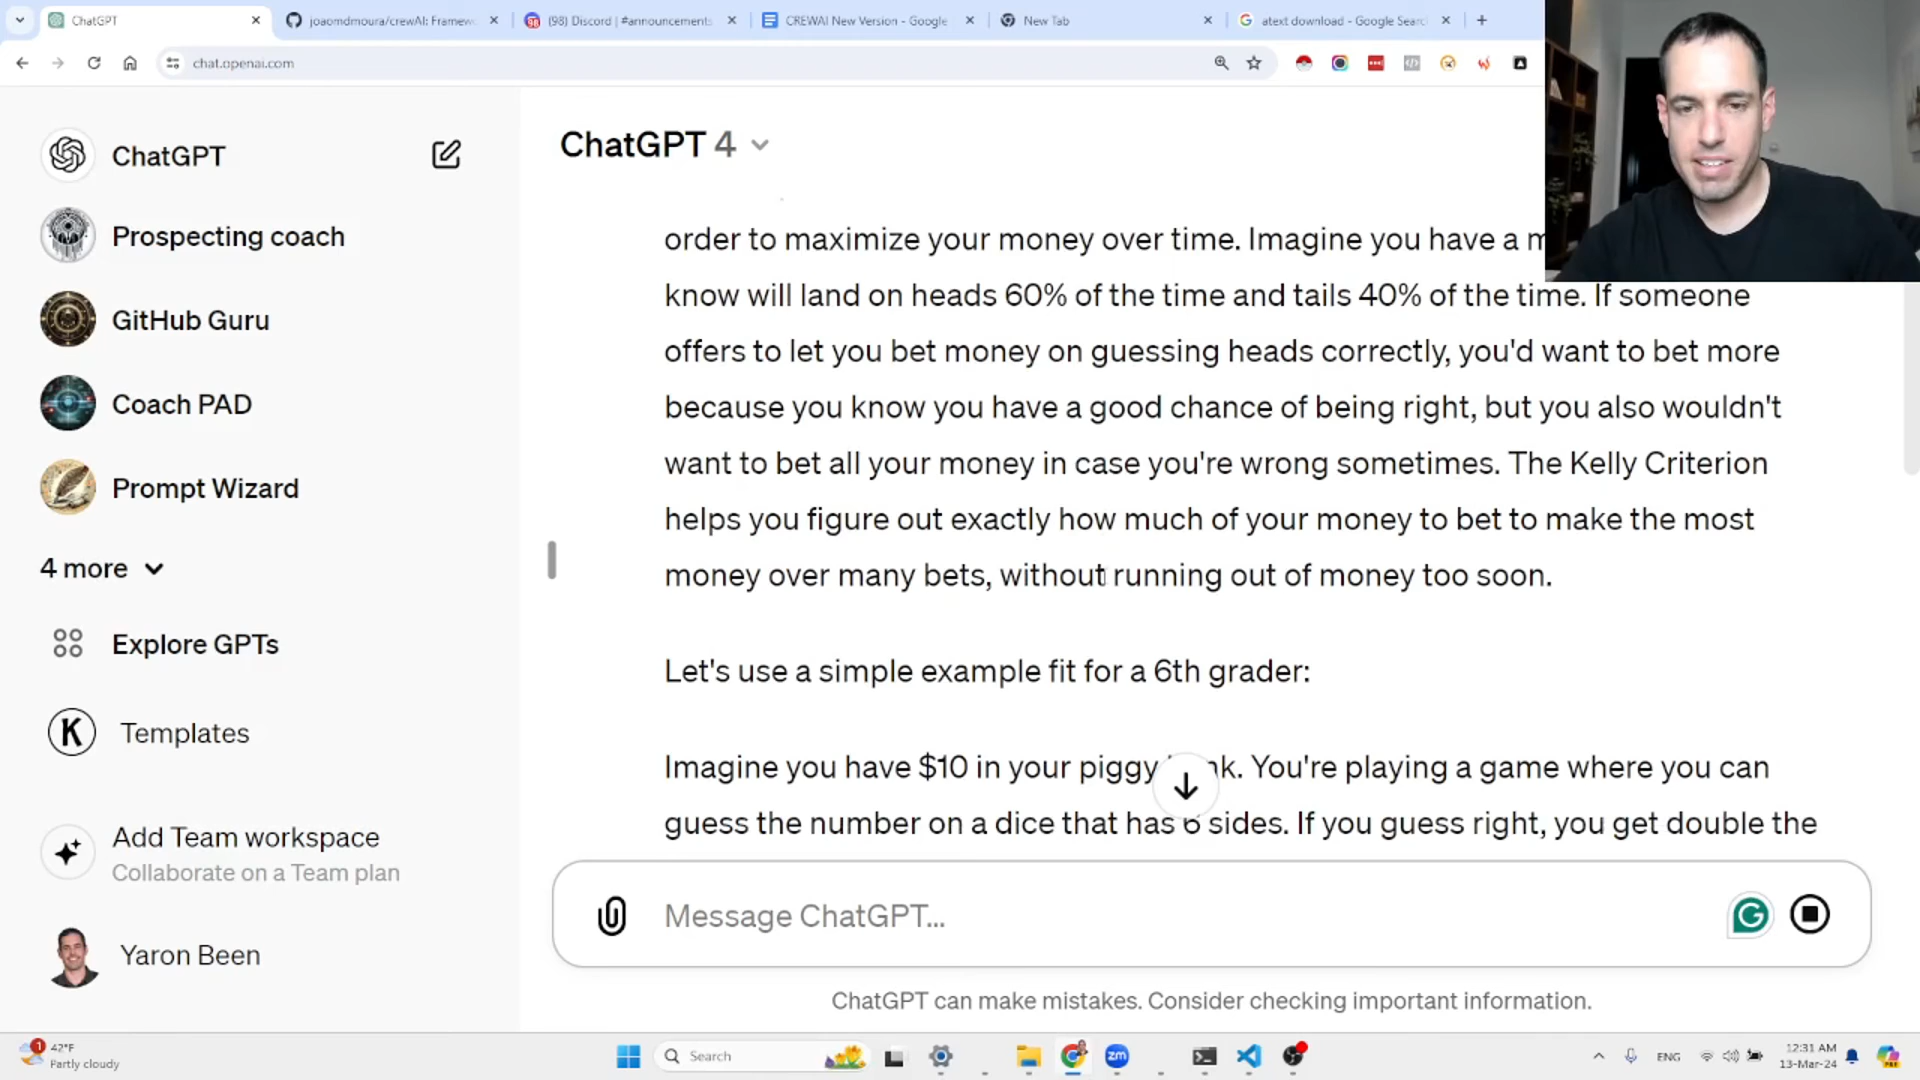 ChatGPT
joaomdmoura/crewAI: Framew
(98) Discord | #announcements
CREWAI New Version - Google
New Tab
atext download - Google Searc
chat.openai.com
ChatGPT
Prospecting coach
GitHub Guru
Coach PAD
Prompt Wizard
4 more
Explore GPTs
Templates
Add Team workspace
Collaborate on a Team plan
Yaron Been
ChatGPT 4
order to maximize your money over time. Imagine you have a
know will land on heads 60% of the time and tails 40% of the time. If someone
offers to let you bet money on guessing heads correctly, you'd want to bet more
because you know you have a good chance of being right, but you also wouldn't
want to bet all your money in case you're wrong sometimes. The Kelly Criterion
helps you figure out exactly how much of your money to bet to make the most
money over many bets, without running out of money too soon.
Let's use a simple example fit for a 6th grader:
Imagine you have $10 in your piggy nk. You're playing a game where you can
guess the number on a dice that has 6 sides. If you guess right, you get double the
Message ChatGPT...
ChatGPT can make mistakes. Consider checking important information.
1
42°F
Partly cloudy
Search
zm
ENG
12:31 AM
13-Mar-24